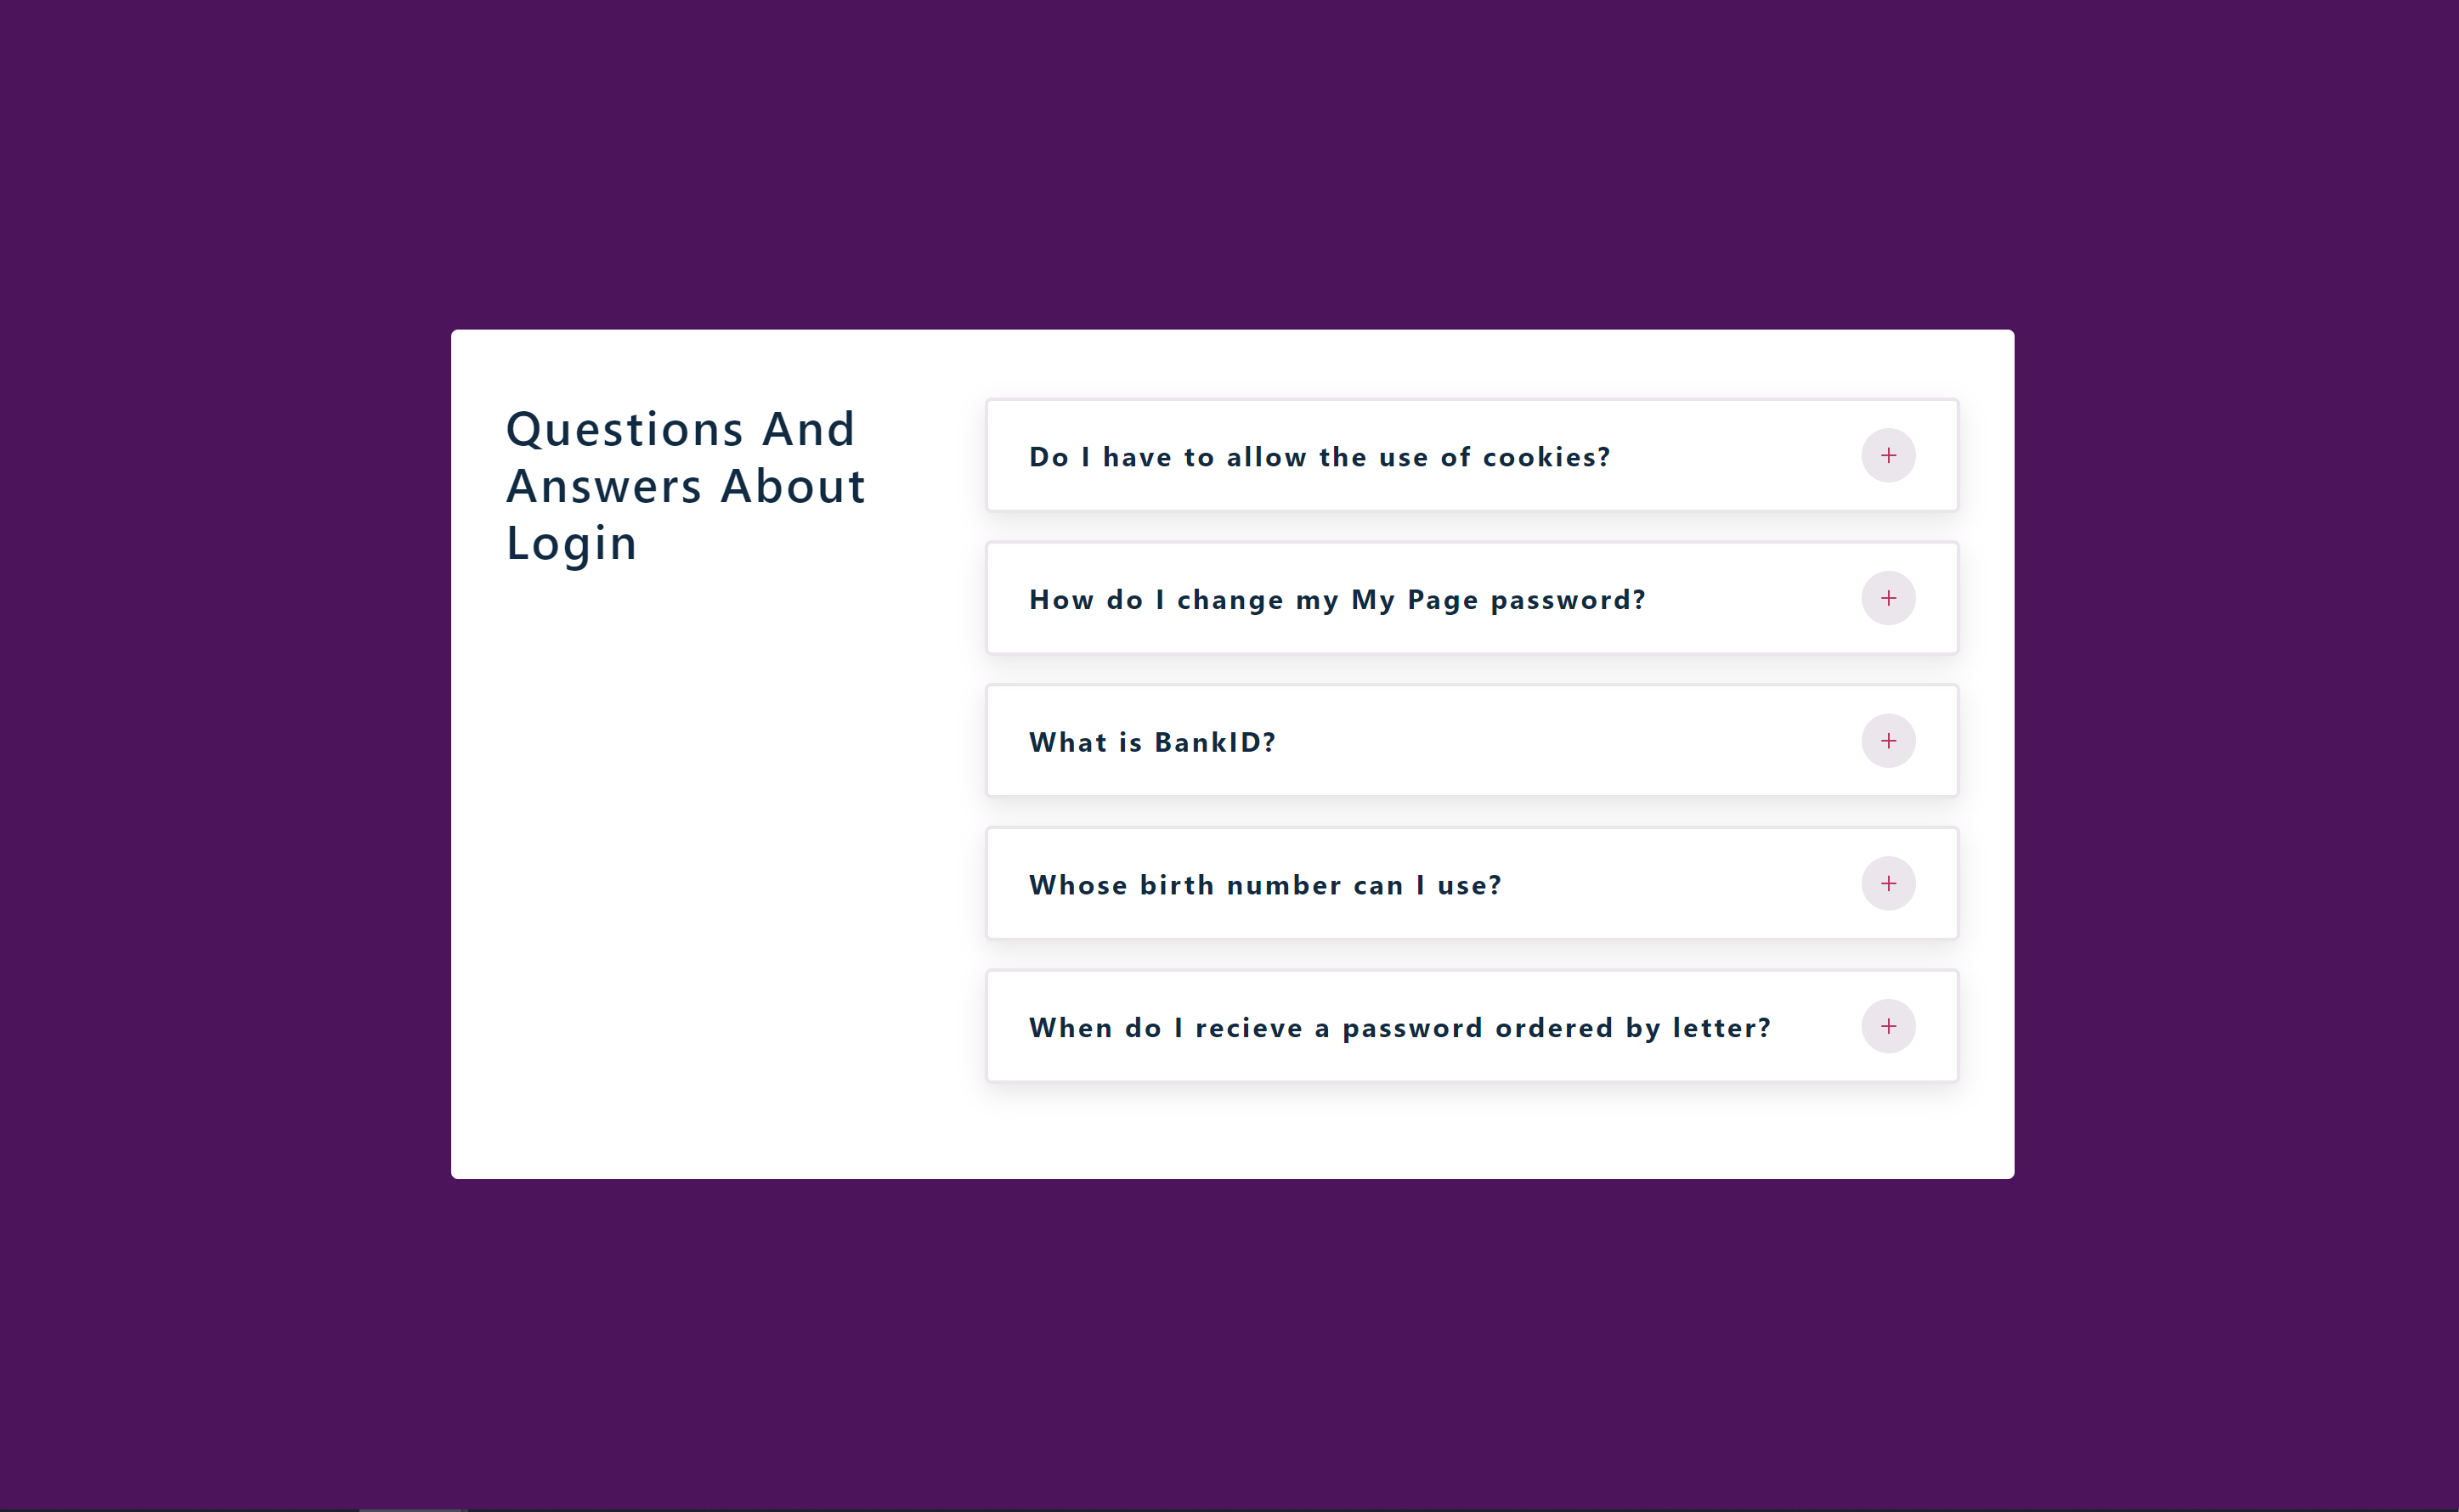 Questions And
Answers About
Login
Do I have to allow the use of cookies?
How do I change my My Page password?
What is BankID?
Whose birth number can I use?
When do I recieve a password ordered by letter?